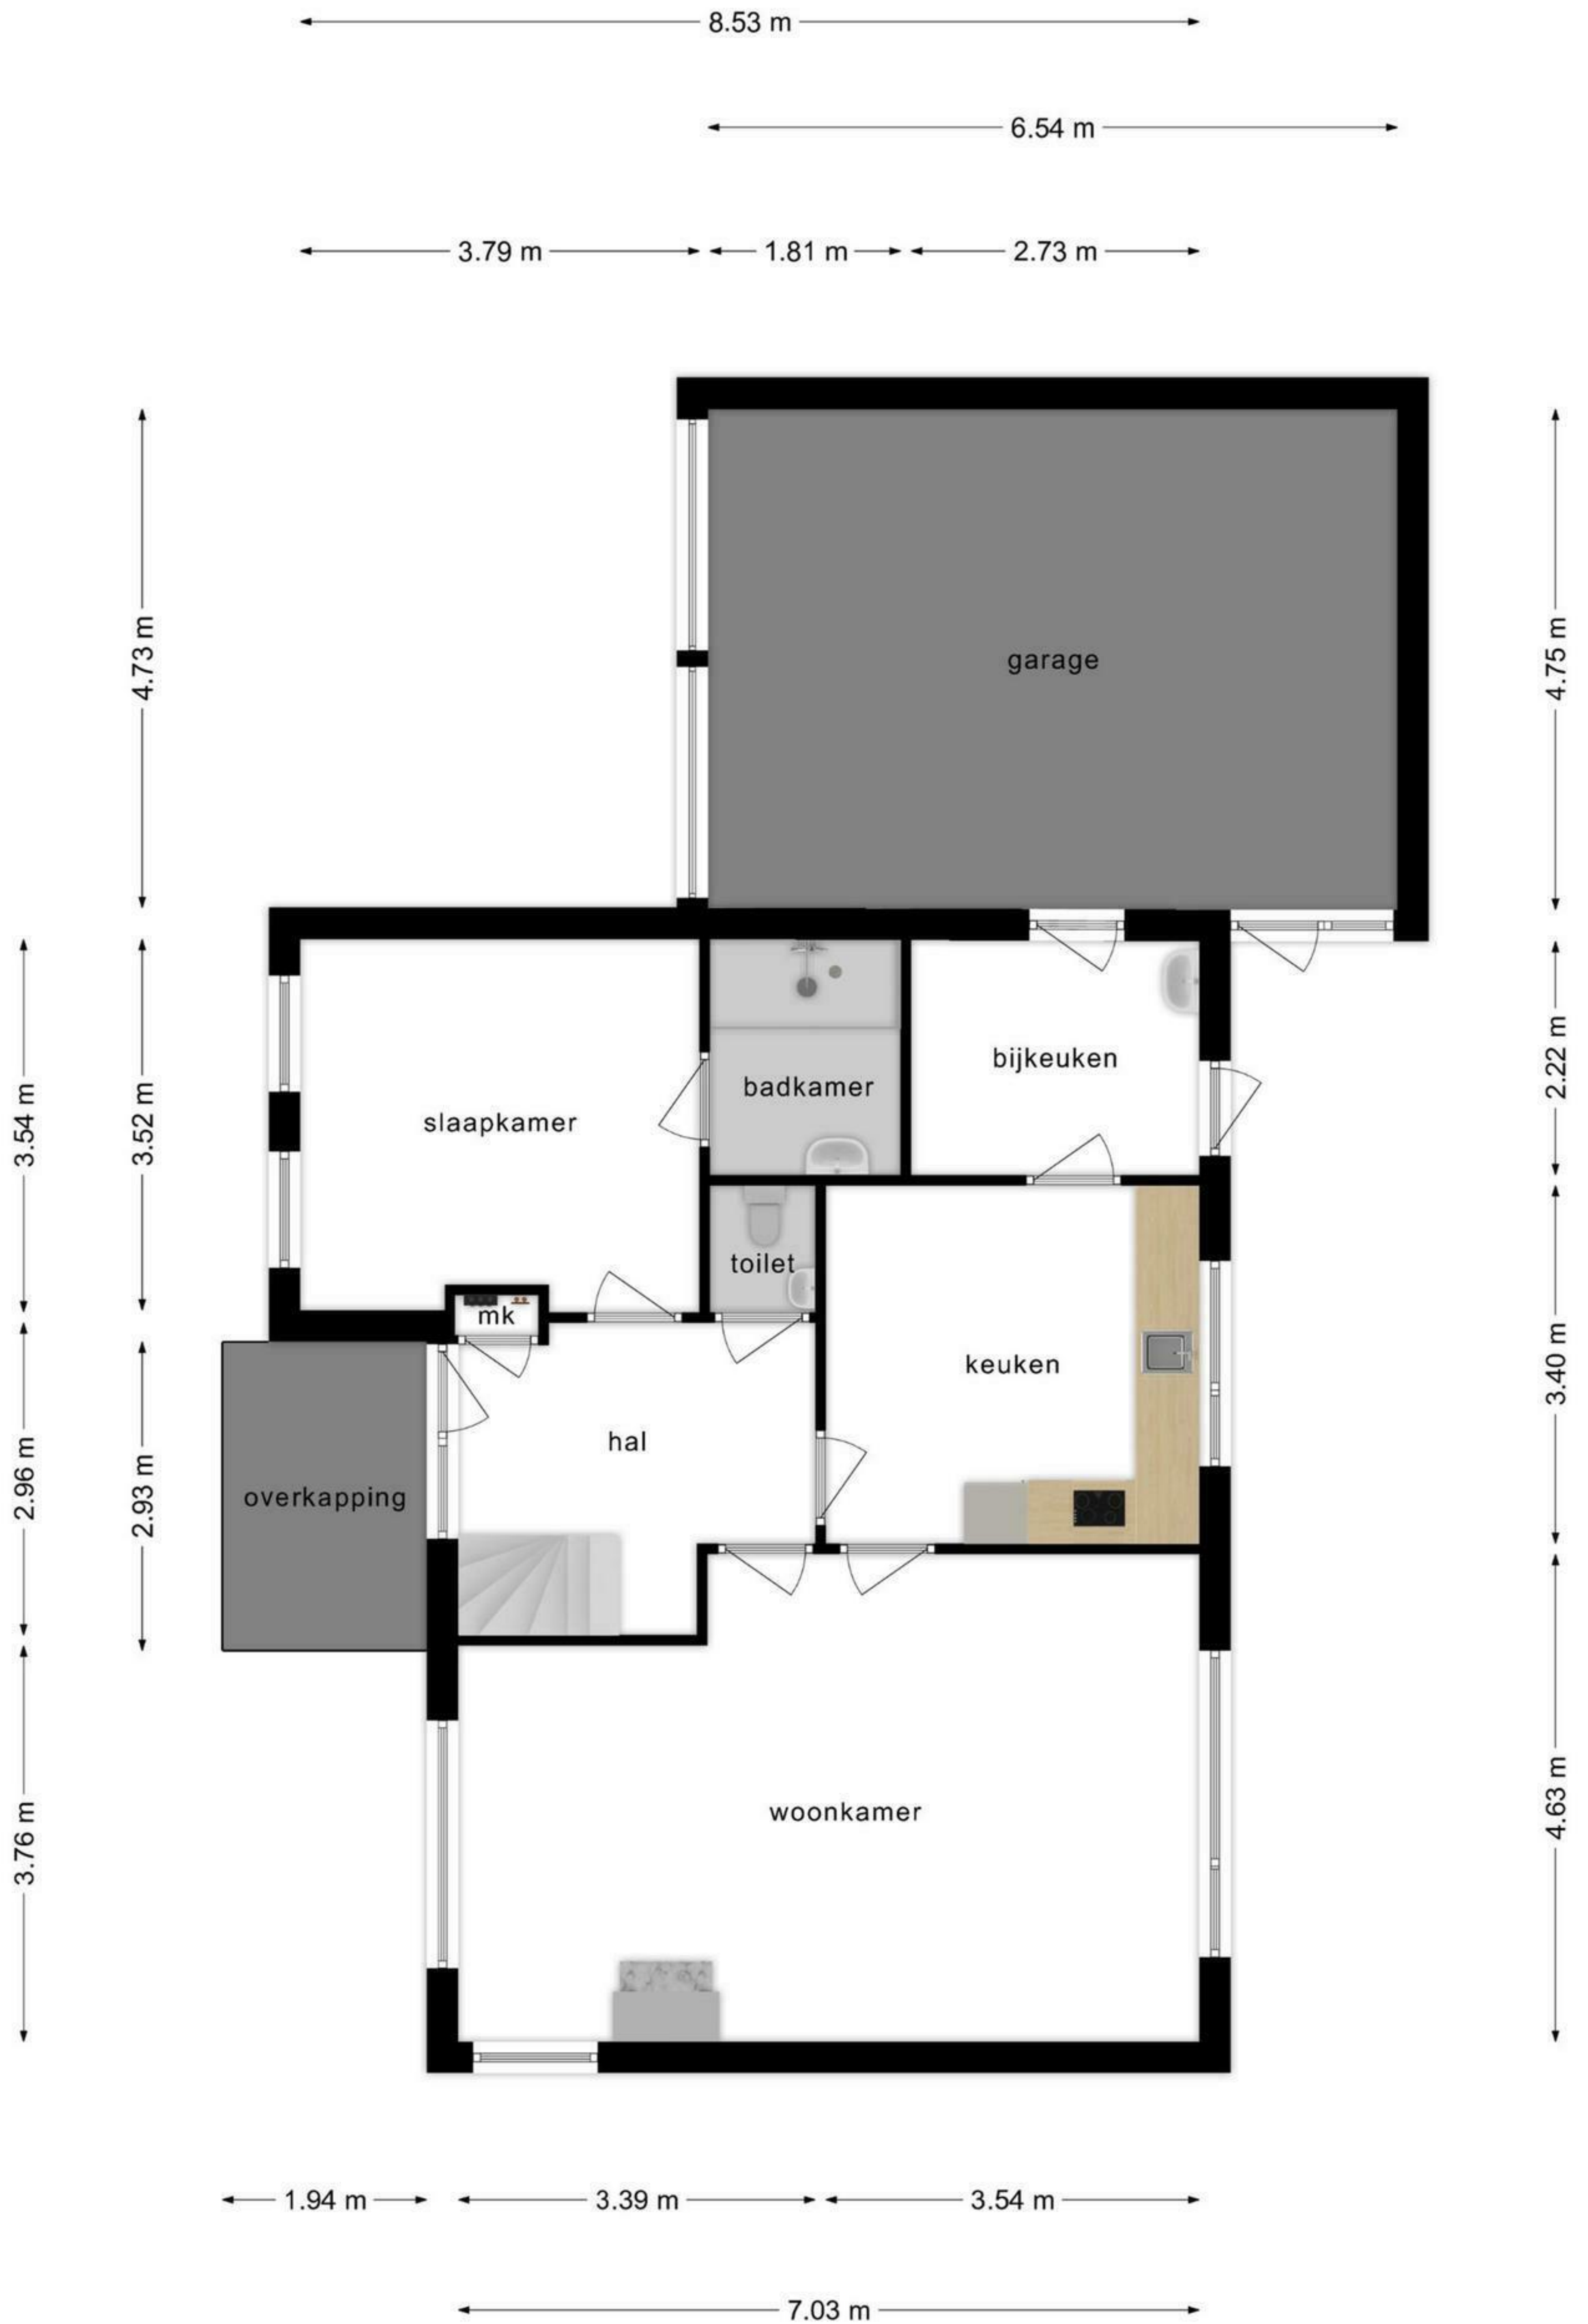 8.53 m
6.54 m
3.79 m
1.81 m
2.73 m
4.73 m
4.75 m
garage
3.54 m
3.52 m
2.22 m
bijkeuken
badkamer
slaapkamer
toilet
mk
keuken
3.40 m
hal
overkapping
2.96 m
2.93 m
woonkamer
3.76 m
4.63 m
1.94 m
3.39 m
3.54 m
7.03 m